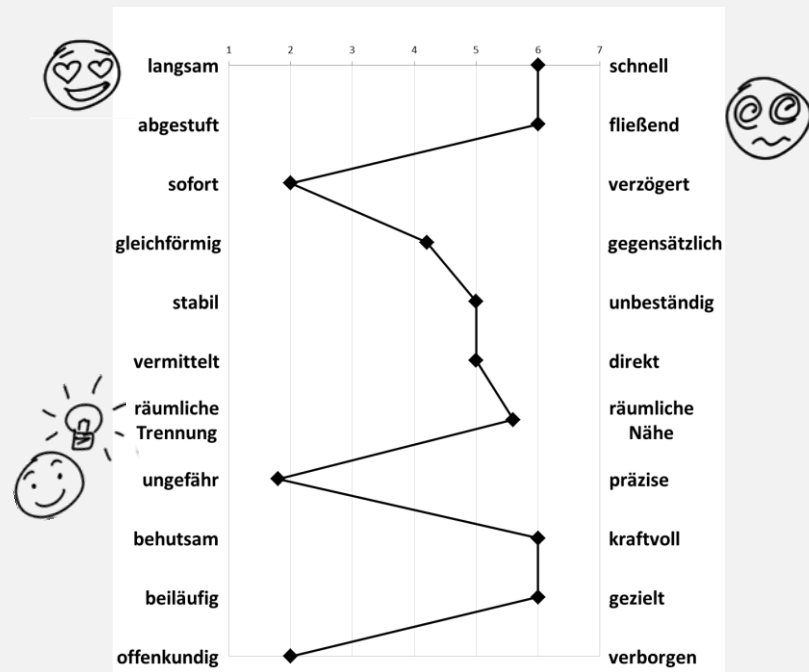 1 2 3 4 5 6 7
langsam schnell
abgestuft fließend
sofort verzögert
gleichförmig gegensätzlich
stabil unbeständig
vermittelt direkt
räumliche räumliche
Trennung Nähe
ungefähr präzise
behutsam kraftvoll
beiläufig gezielt
offenkundig verborgen